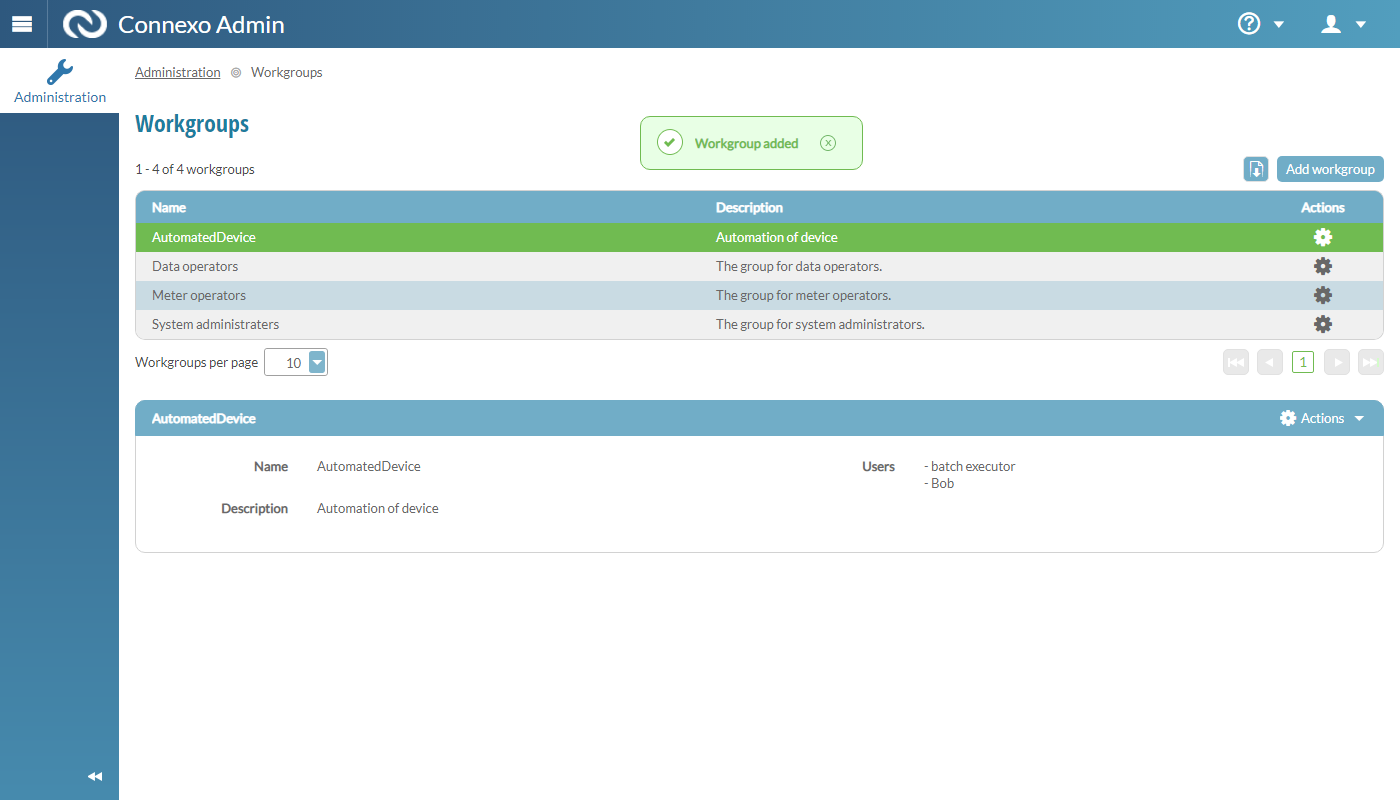 Connexo Admin
Administration
Administration Workgroups
Workgroups
Workgroup added
1 - 4 of 4 workgroups
Add workgroup
Name Description Actions
AutomatedDevice Automation of device
Data operators The group for data operators.
Meter operators The group for meter operators.
System administraters The group for system administrators.
Workgroups per page 10
1
AutomatedDevice Actions
Name AutomatedDevice Users - batch executor
- Bob
Description Automation of device